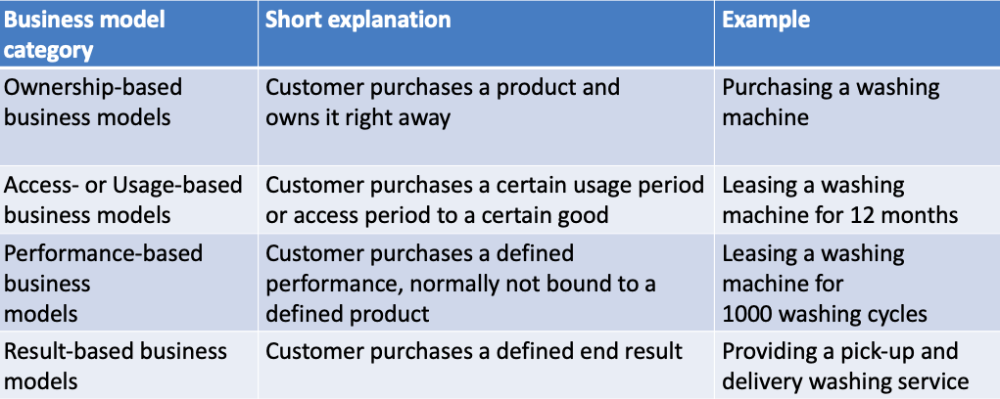 Business model
category
Short explanation
Example
Ownership-based
business models
Customer purchases a product and
owns it right away
Purchasing a washing
machine
Access- or Usage-based
business models
Customer purchases a certain usage period
or access period to a certain good
Leasing a washing
machine for 12 months
Performance-based
business
models
Customer purchases a defined
performance, normally not bound to a
defined product
Leasing a washing
machine for
1000 washing cycles
Result-based business
models
Customer purchases a defined end result
Providing a pick-up and
delivery washing service